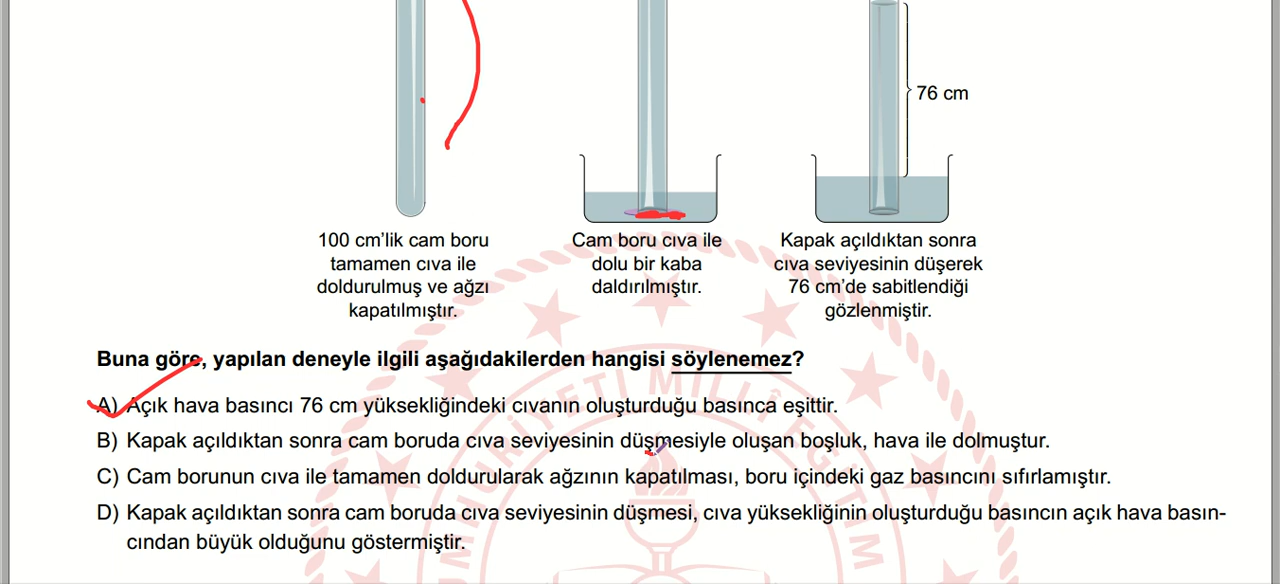 76 cm
100 cm’lik cam boru
tamamen cıva ile
doldurulmuş ve ağzı
kapatılmıştır.
Cam boru cıva ile
dolu bir kaba
daldırılmıştır.
Kapak açıldıktan sonra
cıva seviyesinin düşerek
76 cm’de sabitlendiği
gözlenmiştir.
Buna göre, yapılan deneyle ilgili aşağıdakilerden hangisi söylenemez?
A) Açık hava basıncı 76 cm yüksekliğindeki cıvanın oluşturduğu basınca eşittir.
B) Kapak açıldıktan sonra cam boruda cıva seviyesinin düşmesiyle oluşan boşluk, hava ile dolmuştur.
C) Cam borunun cıva ile tamamen doldurularak ağzının kapatılması, boru içindeki gaz basıncını sıfırlamıştır.
D) Kapak açıldıktan sonra cam boruda cıva seviyesinin düşmesi, cıva yüksekliğinin oluşturduğu basıncın açık hava basın-
cından büyük olduğunu göstermiştir.